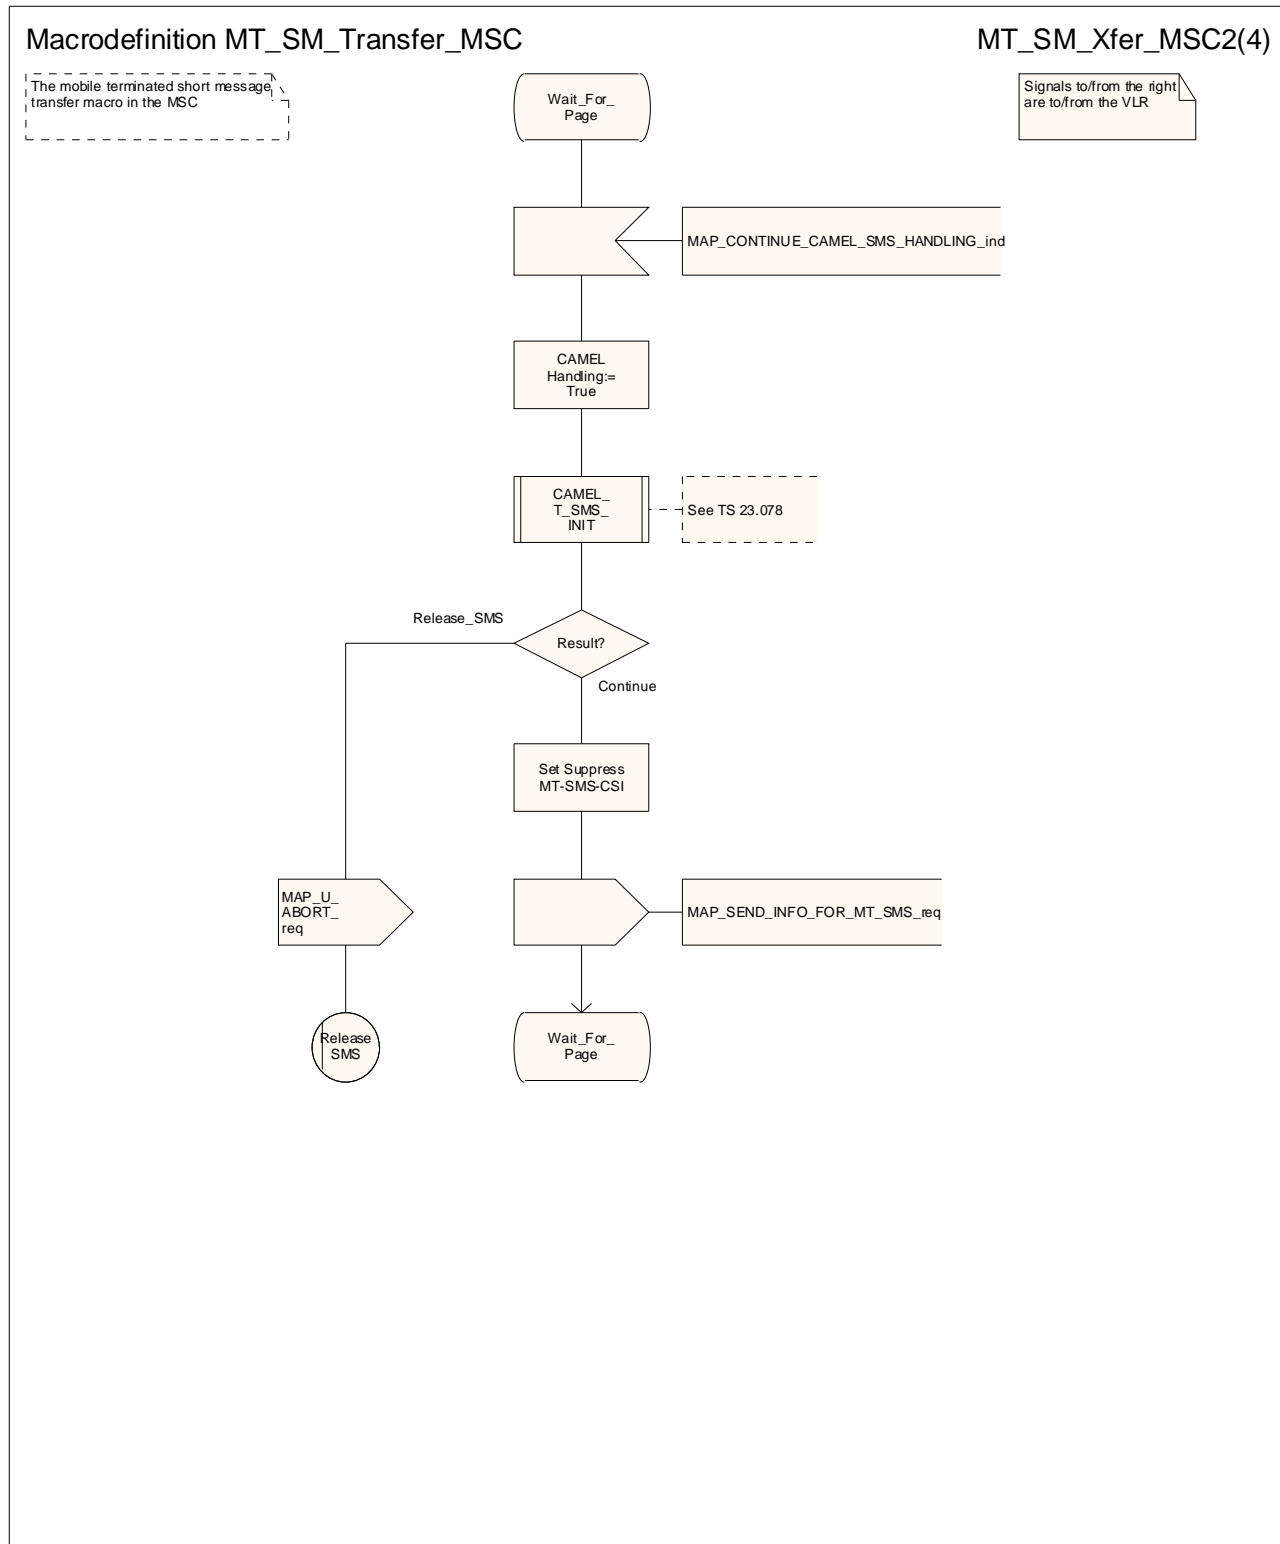 Macrodefinition MT_SM_Transfer_MSC
MT_SM_Xfer_MSC2(4)
The mobile terminated short message
transfer macro in the MSC
Signals to/from the right
are to/from the VLR
Wait_For_
Page
MAP_CONTINUE_CAMEL_SMS_HANDLING_ind
CAMEL
Handling:=
True
CAMEL_
T_SMS_
INIT
See TS 23.078
Release_SMS
Result?
Continue
Set Suppress
MT-SMS-CSI
MAP_U_
ABORT_
req
MAP_SEND_INFO_FOR_MT_SMS_req
Release
SMS
Wait_For_
Page